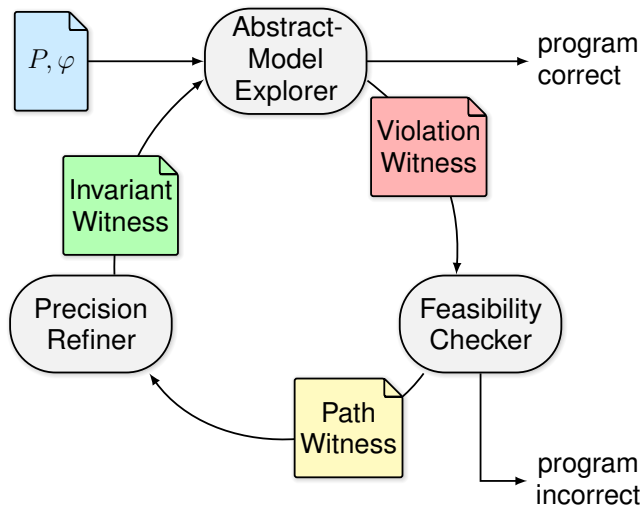 P, φ
Abstract-
Model
Explorer
program
correct
Violation
Witness
Invariant
Witness
Precision
Refiner
Feasibility
Checker
Path
Witness
program
incorrect